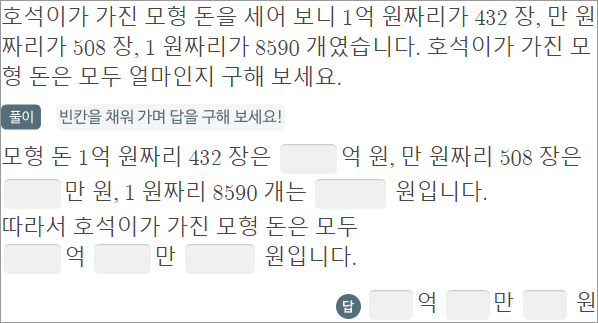 호석이가 가진 모형 돈을 세어 보니 1억 원짜리가 432 장, 만 원
짜리가 508 장, 1 원짜리가 8590 개였습니다. 호석이가 가진 모
형 돈은 모두 얼마인지 구해 보세요.
풀이 빈칸을 채워 가며 답을 구해 보세요!
모형 돈 1억 원짜리 432 장은 억 원, 만 원짜리 508 장은
만 원, 1 원짜리 8590 개는 원입니다.
따라서 호석이가 가진 모형 돈은 모두
억 만 원입니다.
답 억 만 원